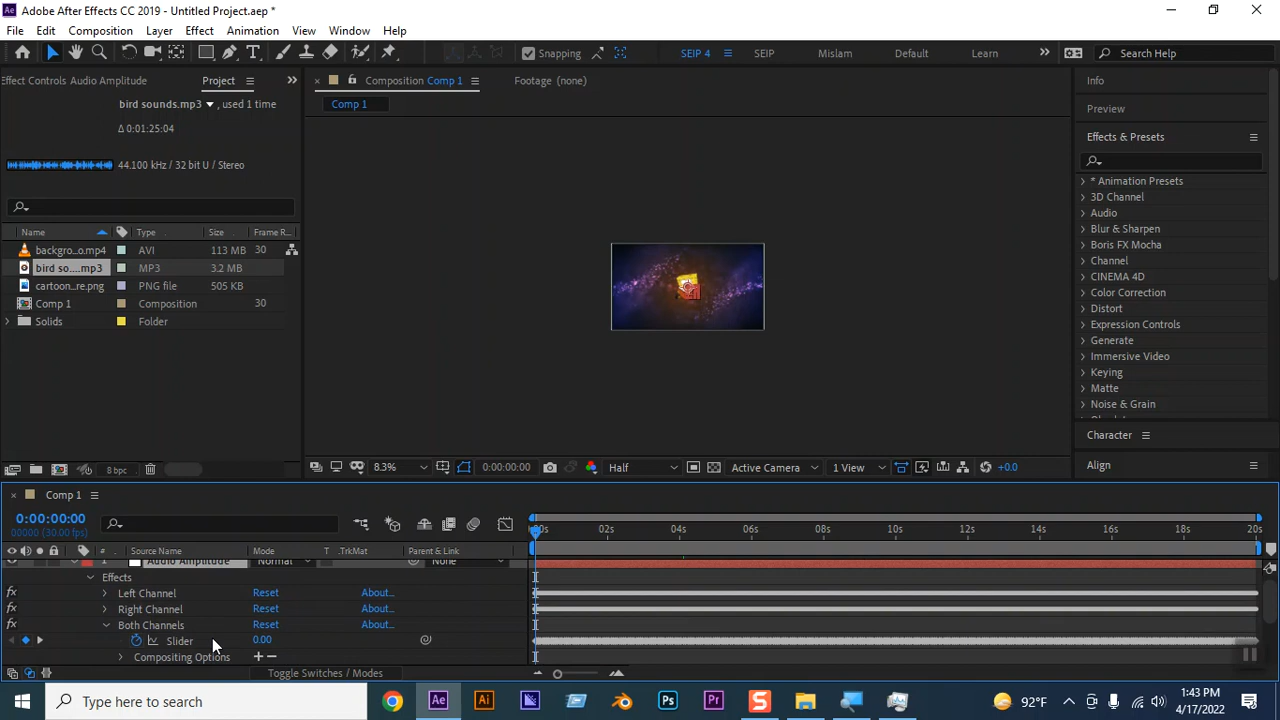 Adobe After Effects CC 2019 - Untitled Project.aep *
File Edit Composition Layer Effect Animation View Window Help
Snapping SEIP 4 SEIP Mislam Default Learn Search Help
Effect Controls Audio Amplitude Project Composition Comp 1 Footage (none) Info
bird sounds.mp3 , used 1 time Comp 1 Preview
Δ 0:01:25:04 Effects & Presets
44.100 kHz / 32 bit U / Stereo
Name Type Size Frame R...
backgro...o.mp4 AVI 113 MB 30
bird so....mp3 MP3 3.2 MB
cartoon...re.png PNG file 505 KB
Comp 1 Composition 30
Solids Folder
* Animation Presets
3D Channel
Audio
Blur & Sharpen
Boris FX Mocha
Channel
CINEMA 4D
Color Correction
Distort
Expression Controls
Generate
Immersive Video
Keying
Matte
Noise & Grain
Character
Align
8 bpc 8.3% 0:00:00:00 Half Active Camera 1 View +0.0
Comp 1
0:00:00:00
00000 (30.00 fps)
02s 04s 06s 08s 10s 12s 14s 16s 18s 20s
# Source Name Mode T .TrkMat Parent & Link
Audio Amplitude Normal None
Effects
Left Channel Reset About...
Right Channel Reset About...
Both Channels Reset About...
Slider 0.00
Compositing Options + −
Toggle Switches / Modes
Type here to search 92°F 1:43 PM
4/17/2022